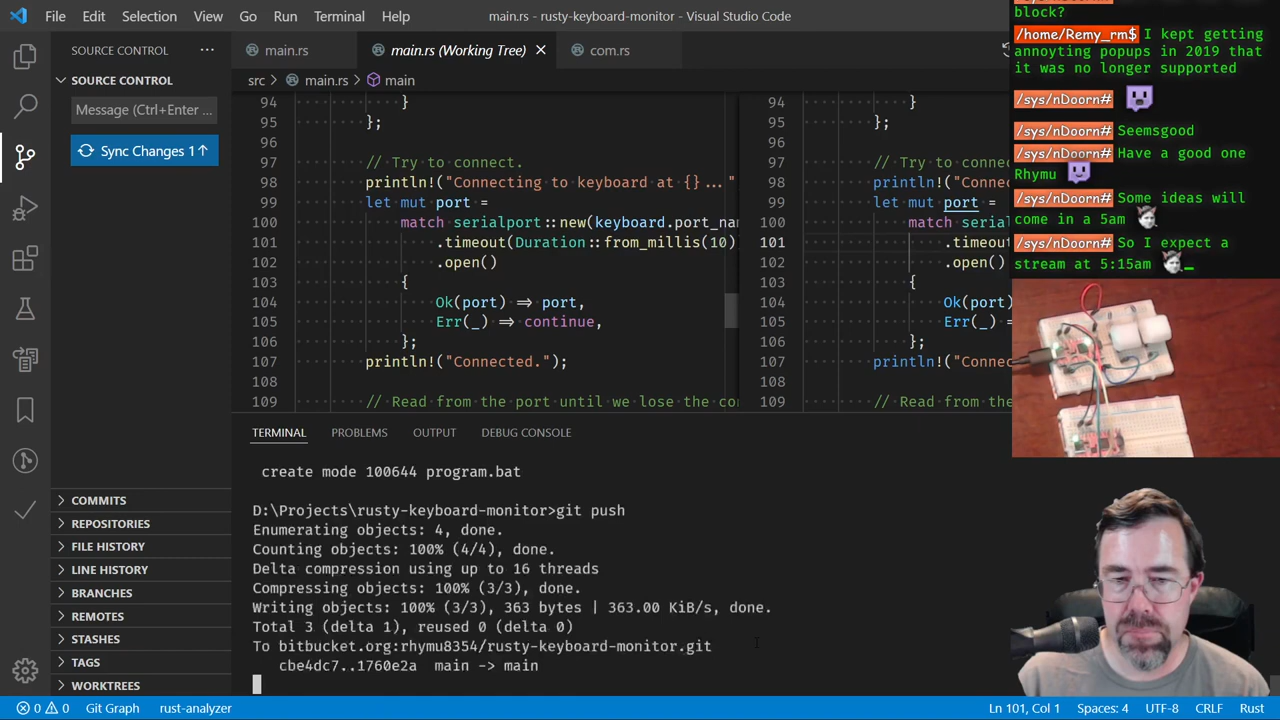 File Edit Selection View Go Run Terminal Help
main.rs - rusty-keyboard-monitor - Visual Studio Code
SOURCE CONTROL
SOURCE CONTROL
Message (Ctrl+Enter
Sync Changes 1↑
COMMITS
REPOSITORIES
FILE HISTORY
LINE HISTORY
BRANCHES
REMOTES
STASHES
TAGS
WORKTREES
main.rs
main.rs (Working Tree)
com.rs
src > main.rs > main
94 }
95 };
96
97 // Try to connect.
98 println!("Connecting to keyboard at {}..."
99 let mut port =
100 match serialport::new(keyboard.port_na
101 .timeout(Duration::from_millis(10)
102 .open()
103 {
104 Ok(port) => port,
105 Err(_) => continue,
106 };
107 println!("Connected.");
108
109 // Read from the port until we lose the co
94 }
95 };
96
97 // Try to conne
98 println!("Conne
99 let mut port =
100 match seria
101 .timeou
102 .open()
103 {
104 Ok(port
105 Err(_) =
106 };
107 println!("Conne
108
109 // Read from the
TERMINAL PROBLEMS OUTPUT DEBUG CONSOLE
create mode 100644 program.bat
D:\Projects\rusty-keyboard-monitor>git push
Enumerating objects: 4, done.
Counting objects: 100% (4/4), done.
Delta compression using up to 16 threads
Compressing objects: 100% (3/3), done.
Writing objects: 100% (3/3), 363 bytes | 363.00 KiB/s, done.
Total 3 (delta 1), reused 0 (delta 0)
To bitbucket.org:rhymu8354/rusty-keyboard-monitor.git
cbe4dc7..1760e2a main -> main
block?
/home/Remy_rm$ I kept getting
annoyting popups in 2019 that
it was no longer supported
/sys/nDoorn#
/sys/nDoorn# Seemsgood
/sys/nDoorn# Have a good one
Rhymu
/sys/nDoorn# Some ideas will
come in a 5am
/sys/nDoorn# So I expect a
stream at 5:15am
0 0 Git Graph rust-analyzer
Ln 101, Col 1 Spaces: 4 UTF-8 CRLF Rust